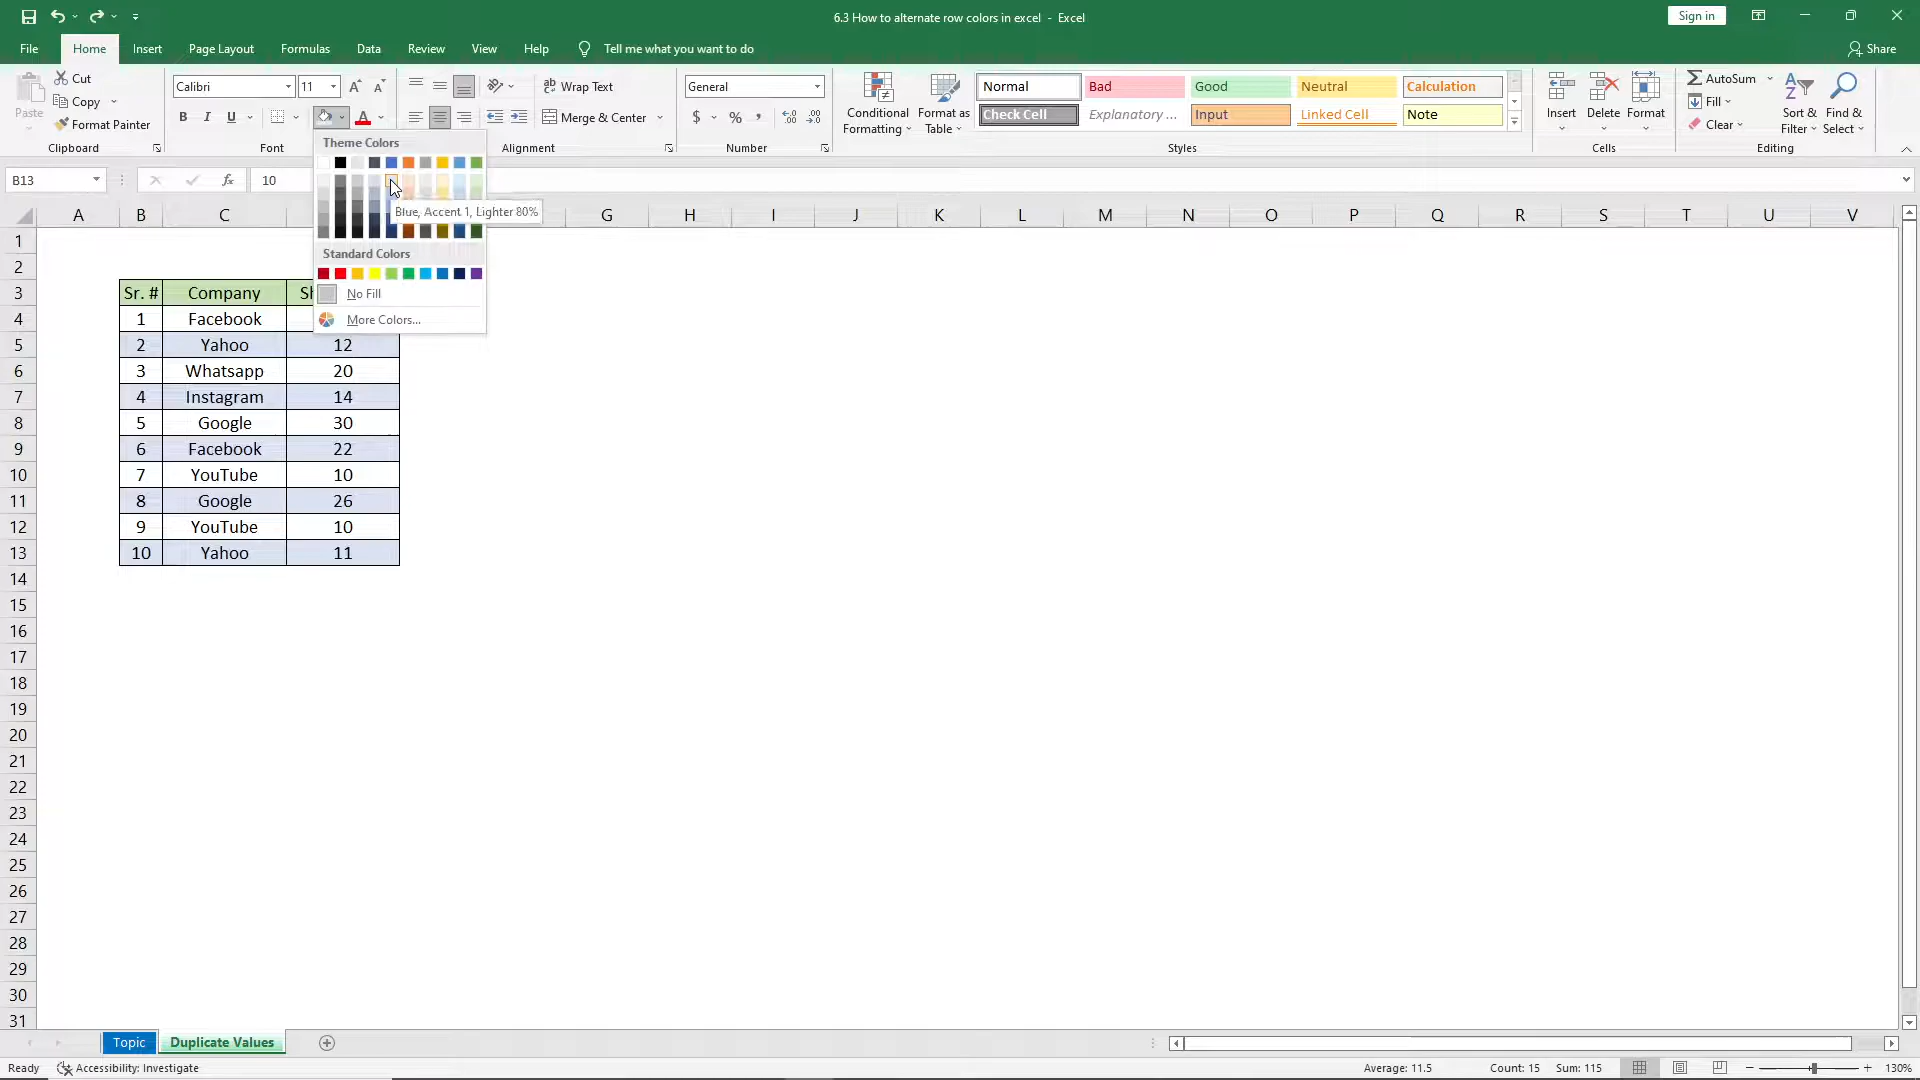 6.3 How to alternate row colors in excel - Excel
Sign in
File Home Insert Page Layout Formulas Data Review View Help Tell me what you want to do Share
Cut
Copy
Format Painter
Paste
Clipboard
Calibri 11
B I U
Font
Wrap Text
Merge & Center
Alignment
General
$ %
Number
Conditional Formatting
Format as Table
Normal Bad Good Neutral Calculation
Check Cell Explanatory ... Input Linked Cell Note
Styles
Insert Delete Format
Cells
AutoSum
Fill
Clear
Sort & Filter
Find & Select
Editing
B13 fx 10
Theme Colors
Blue, Accent 1, Lighter 80%
Standard Colors
No Fill
More Colors...
A B C G H I J K L M N O P Q R S T U V
1
2
3 Sr. # Company
4 1 Facebook
5 2 Yahoo 12
6 3 Whatsapp 20
7 4 Instagram 14
8 5 Google 30
9 6 Facebook 22
10 7 YouTube 10
11 8 Google 26
12 9 YouTube 10
13 10 Yahoo 11
14
15
16
17
18
19
20
21
22
23
24
25
26
27
28
29
30
31
Topic Duplicate Values
Ready Accessibility: Investigate Average: 11.5 Count: 15 Sum: 115 130%